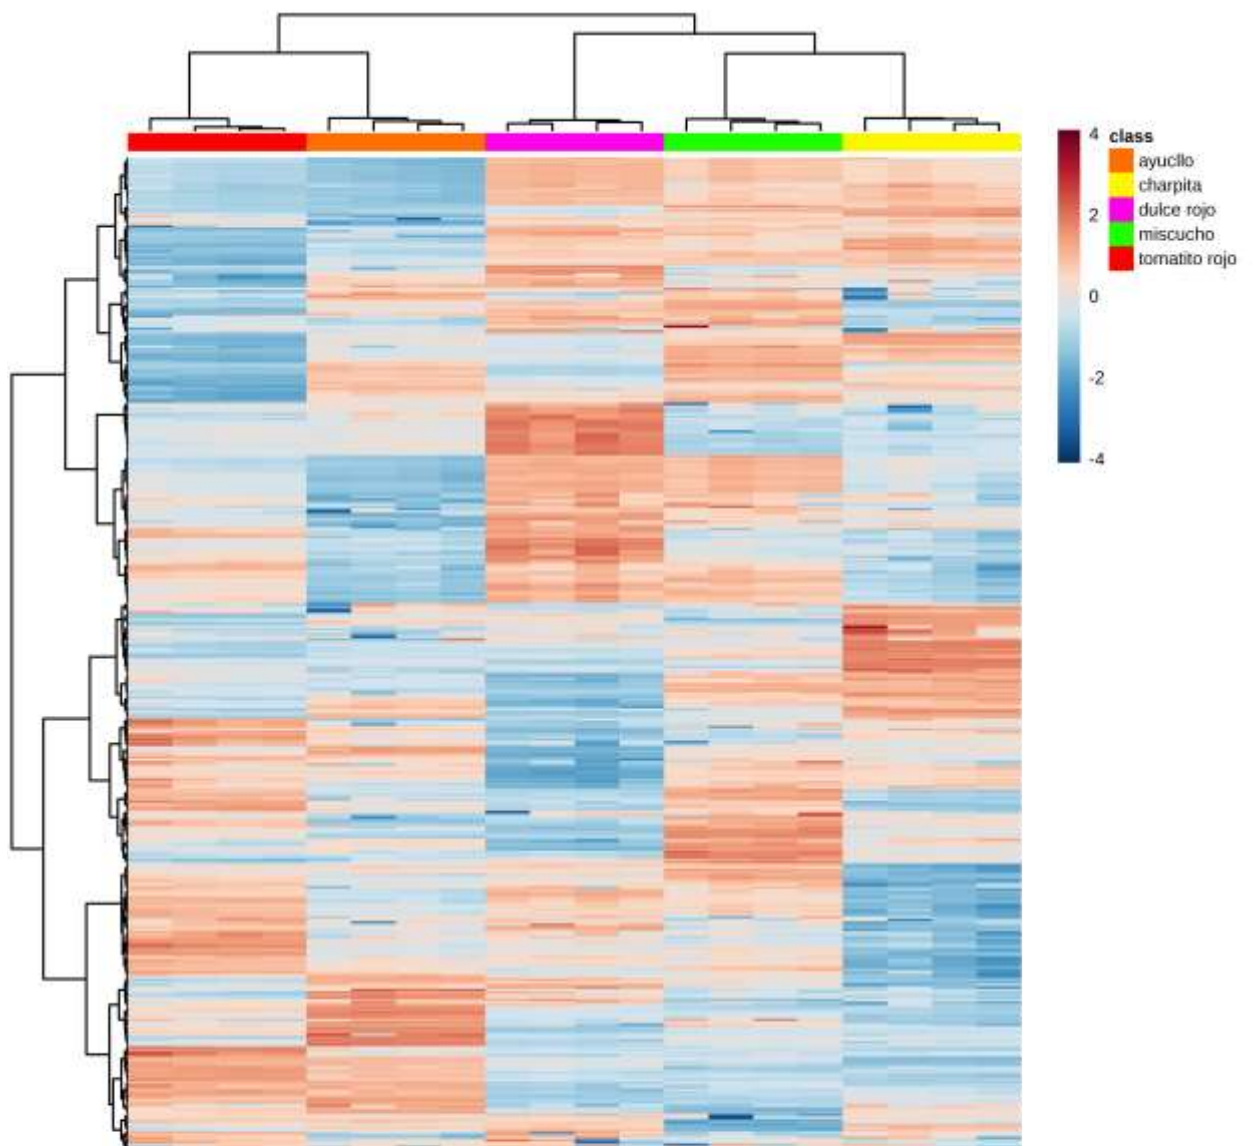 4
2
0
-2
-4
class
ayucllo
charpita
dulce rojo
miscucho
tomatito rojo